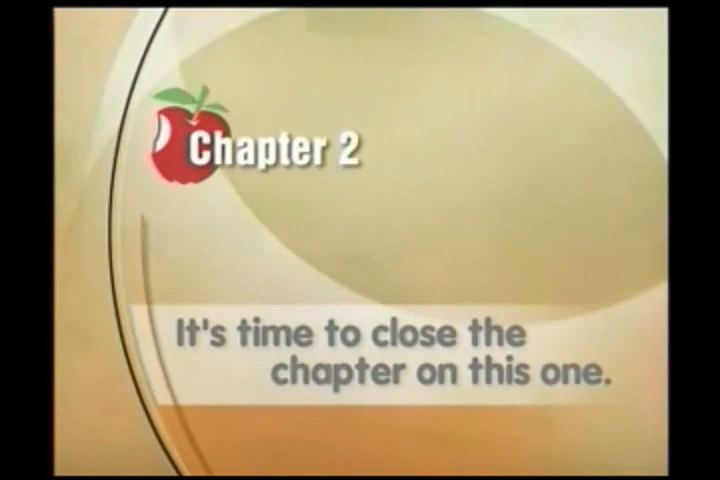 Chapter 2
It's time to close the
chapter on this one.